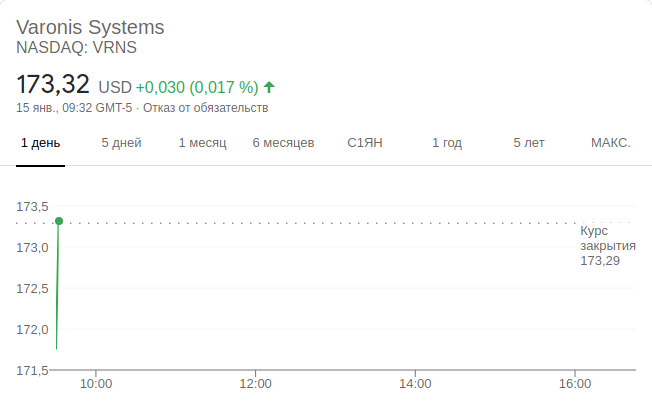 Varonis Systems
NASDAQ: VRNS
173,32 USD +0,030 (0,017 %)
15 янв., 09:32 GMT-5 · Отказ от обязательств
1 день 5 дней 1 месяц 6 месяцев С1ЯН 1 год 5 лет МАКС.
173,5
Курс
закрытия
173,29
173,0
172,5
172,0
171,5
10:00 12:00 14:00 16:00